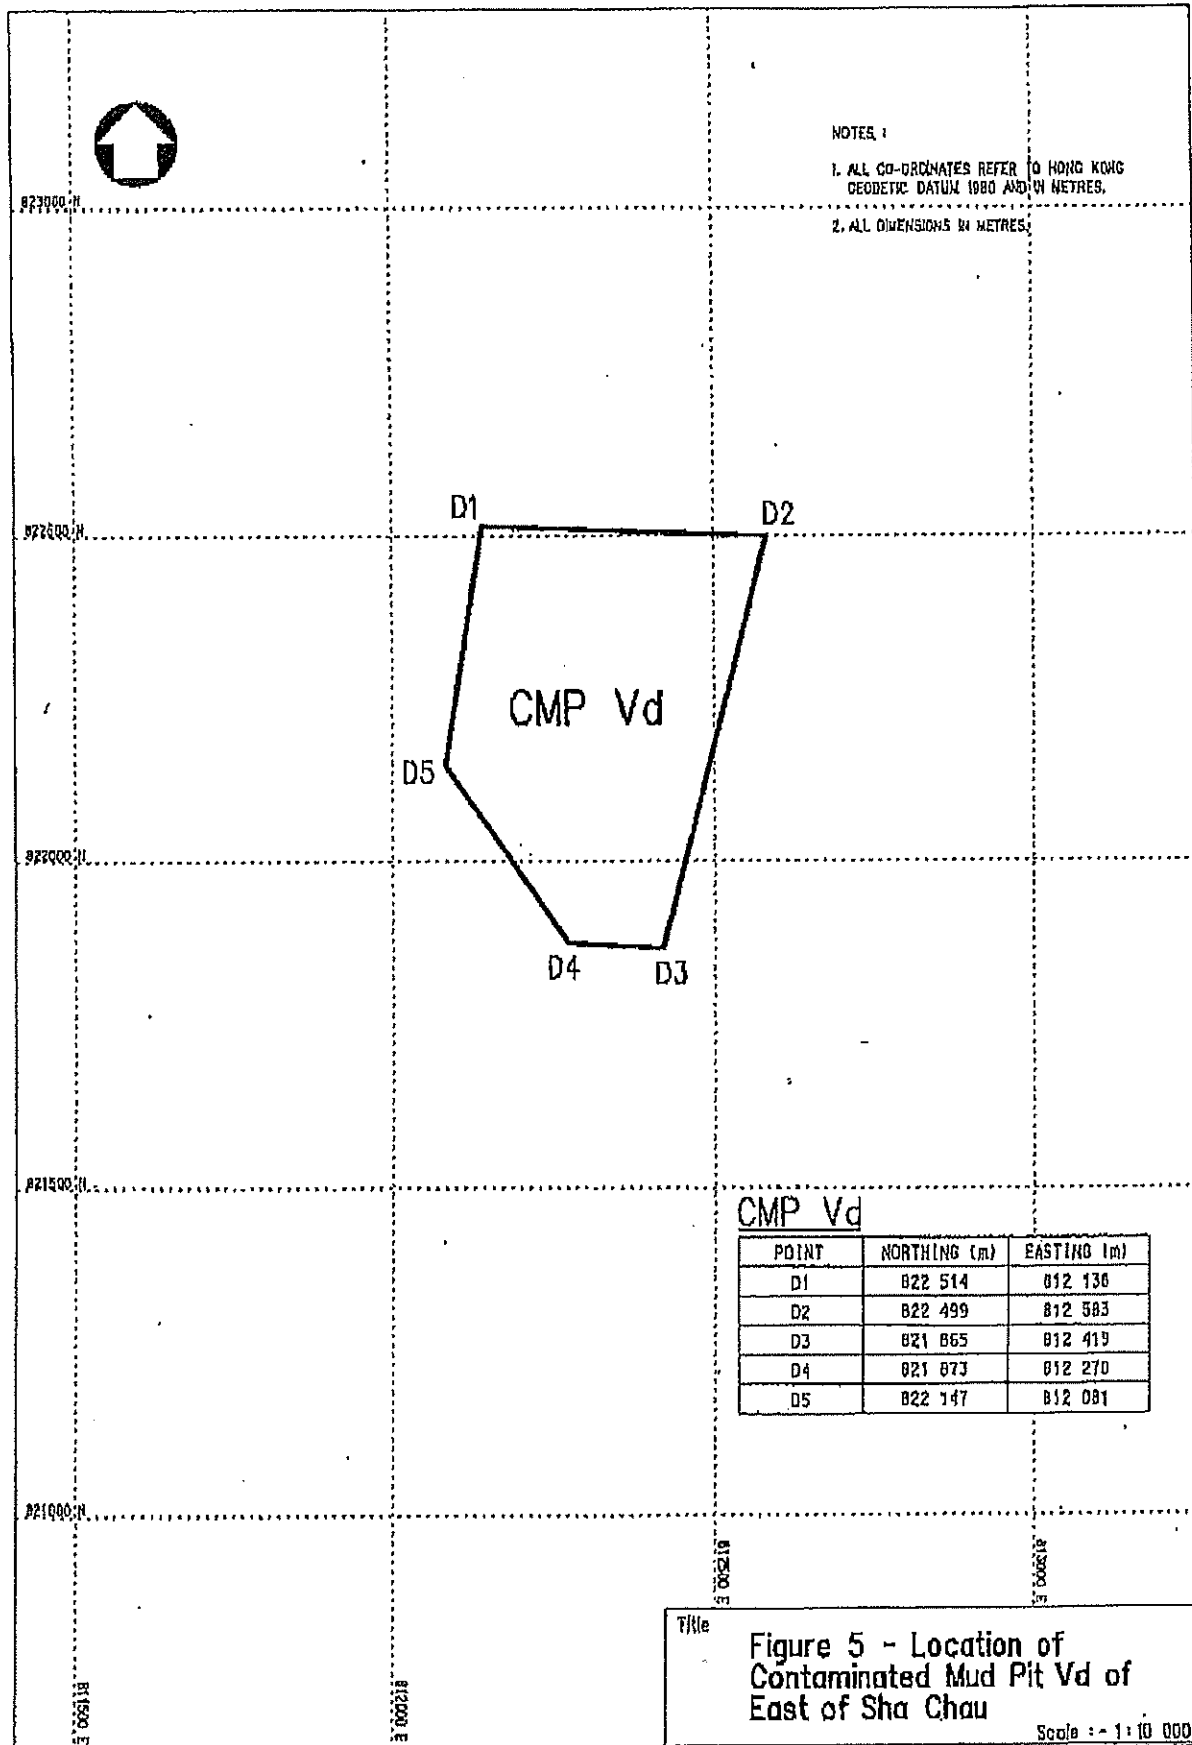 NOTES :
1. ALL CO-ORDINATES REFER TO HONG KONG
GEODETIC DATUM 1980 AND IN METRES.
2. ALL DIMENSIONS IN METRES.
823000 N
822500 N
822000 N
821500 N
821000 N
D1
D2
CMP Vd
D5
D4
D3
CMP Vd
POINT NORTHING (m) EASTING (m)
D1 822 514 812 136
D2 822 499 812 583
D3 821 865 812 419
D4 821 873 812 270
D5 822 147 812 081
811500 E
812000 E
812500 E
813000 E
Title
Figure 5 - Location of
Contaminated Mud Pit Vd of
East of Sha Chau
Scale :- 1:10 000